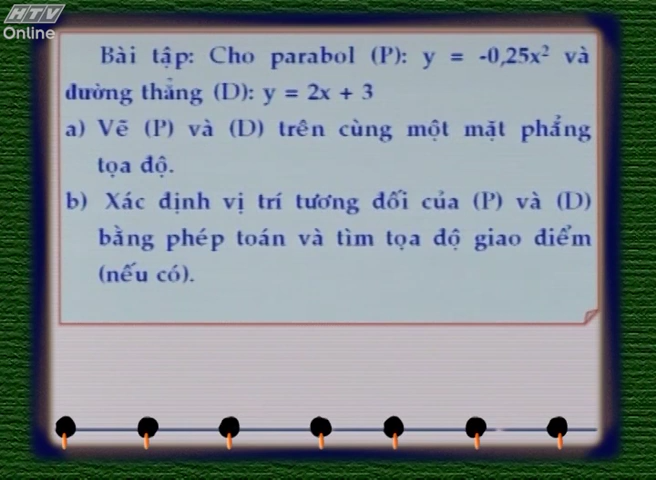 HTV
Online
Bài tập: Cho parabol (P): y = -0,25x² và
đường thẳng (D): y = 2x + 3
a) Vẽ (P) và (D) trên cùng một mặt phẳng
tọa độ.
b) Xác định vị trí tương đối của (P) và (D)
bằng phép toán và tìm tọa độ giao điểm
(nếu có).